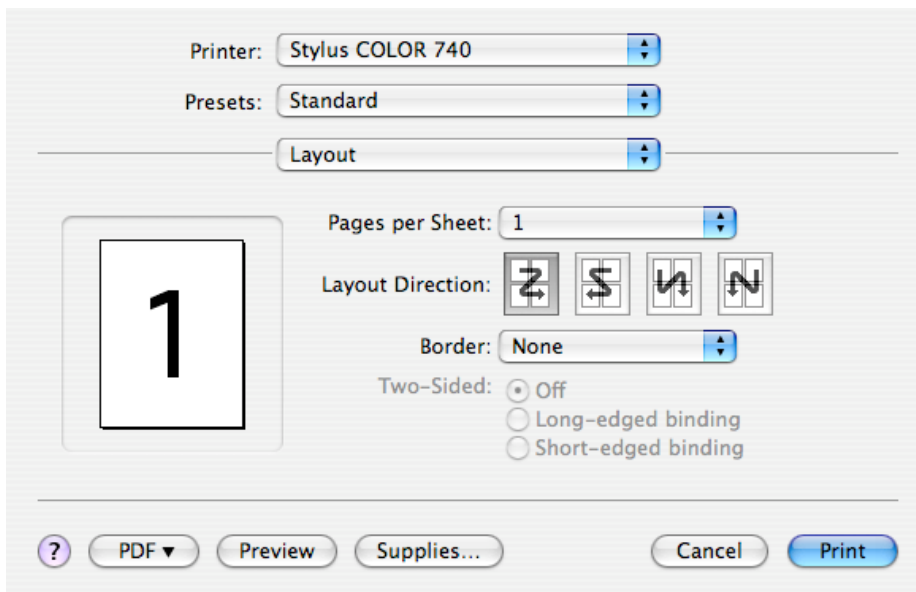 Printer: Stylus COLOR 740
Presets: Standard
Layout
Pages per Sheet: 1
1
Layout Direction:
Border: None
Two-Sided: Off
Long-edged binding
Short-edged binding
? PDF▼ Preview Supplies... Cancel Print